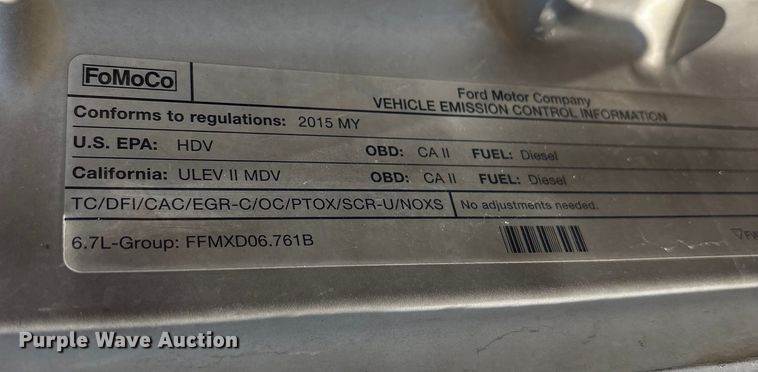 FoMoCo
Ford Motor Company
VEHICLE EMISSION CONTROL INFORMATION
Conforms to regulations: 2015 MY
U.S. EPA: HDV OBD: CA II FUEL: Diesel
California: ULEV II MDV OBD: CA II FUEL: Diesel
TC/DFI/CAC/EGR-C/OC/PTOX/SCR-U/NOXS No adjustments needed.
6.7L-Group: FFMXD06.761B
Purple Wave Auction